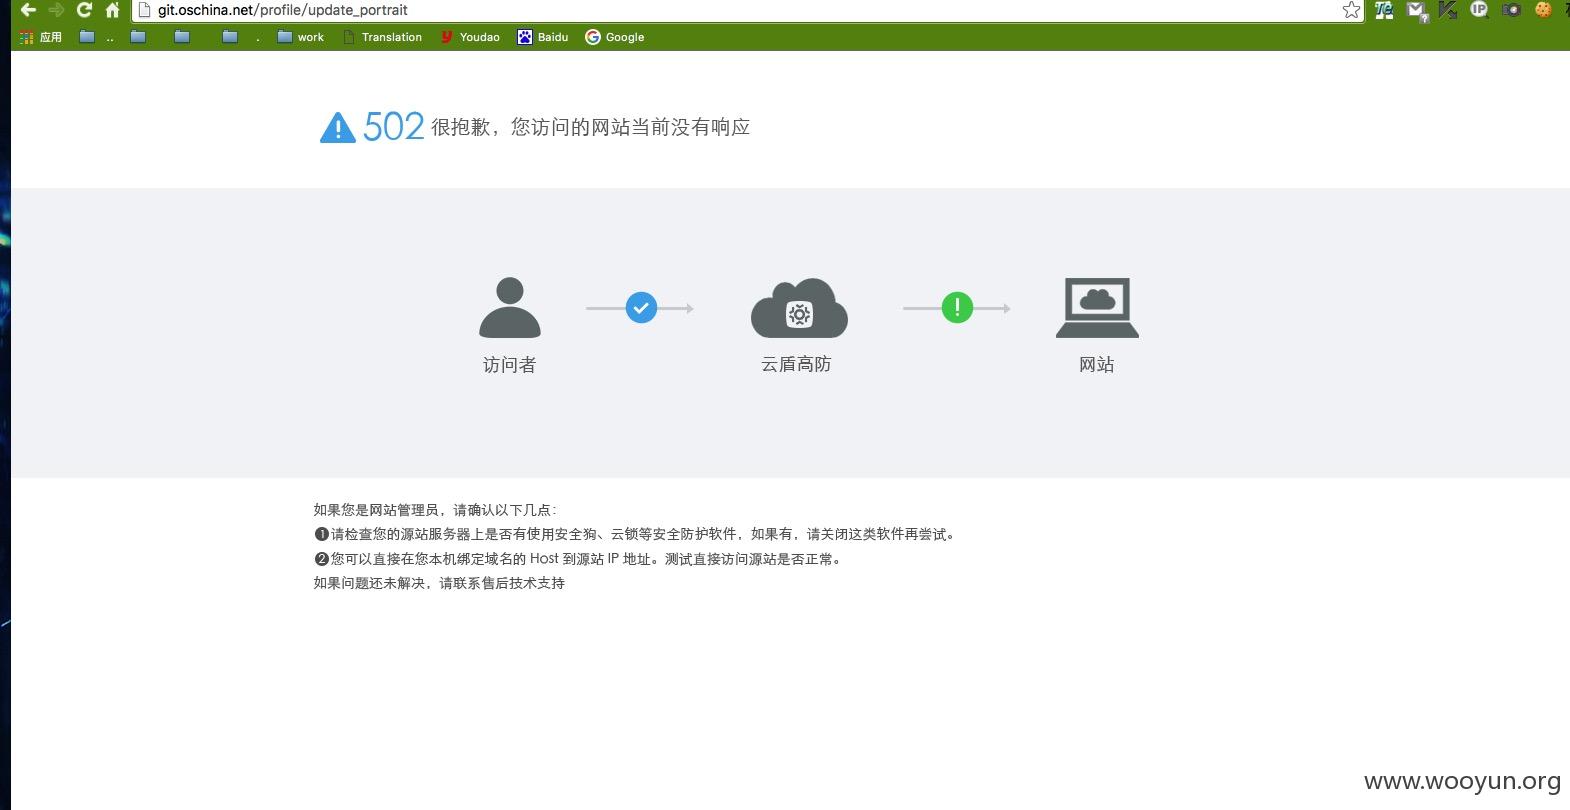 git.oschina.net/profile/update_portrait
应用 .. . work Translation Youdao Baidu Google
502 很抱歉，您访问的网站当前没有响应
访问者 云盾高防 网站
如果您是网站管理员，请确认以下几点：
❶请检查您的源站服务器上是否有使用安全狗、云锁等安全防护软件，如果有，请关闭这类软件再尝试。
❷您可以直接在您本机绑定域名的 Host 到源站 IP 地址。测试直接访问源站是否正常。
如果问题还未解决，请联系售后技术支持
www.wooyun.org